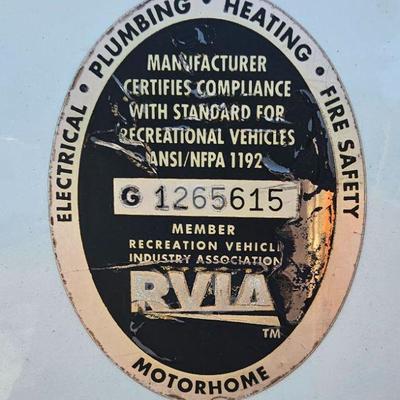 ELECTRICAL • PLUMBING • HEATING • FIRE SAFETY
MANUFACTURER
CERTIFIES COMPLIANCE
WITH STANDARD FOR
RECREATIONAL VEHICLES
ANSI/NFPA 1192
G 1265615
MEMBER
RECREATION VEHICLE
INDUSTRY ASSOCIATION
RVIA
TM
MOTORHOME